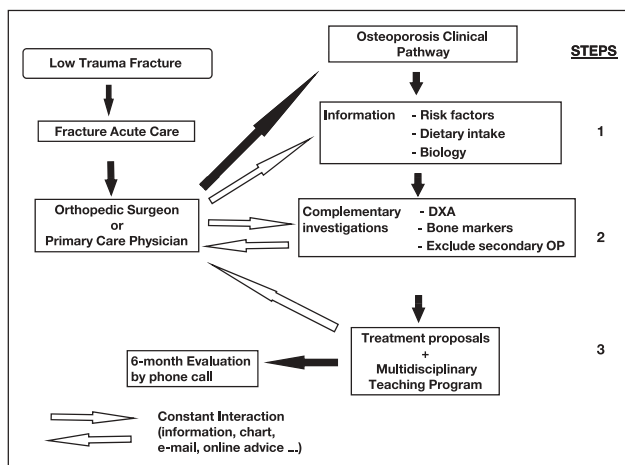 Low Trauma Fracture
Fracture Acute Care
Orthopedic Surgeon
or
Primary Care Physician
Osteoporosis Clinical
Pathway
STEPS
Information - Risk factors
- Dietary intake
- Biology
1
Complementary - DXA
investigations - Bone markers
- Exclude secondary OP
2
Treatment proposals
+
Multidisciplinary
Teaching Program
3
6-month Evaluation
by phone call
Constant Interaction
(information, chart,
e-mail, online advice ...)